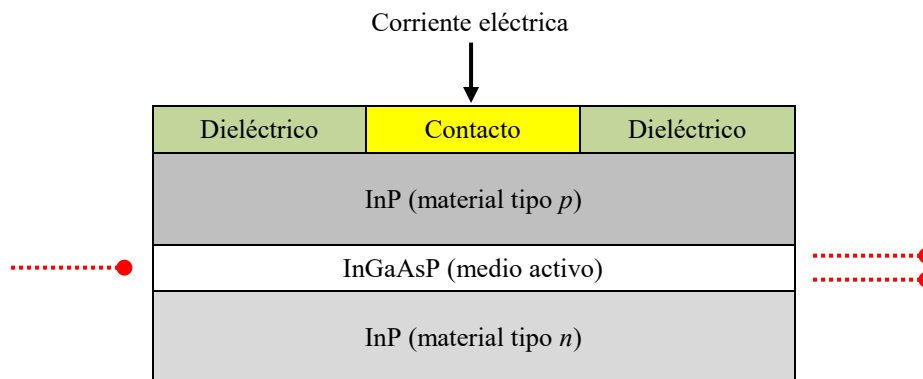 Corriente eléctrica
Dieléctrico Contacto Dieléctrico
InP (material tipo p)
InGaAsP (medio activo)
InP (material tipo n)